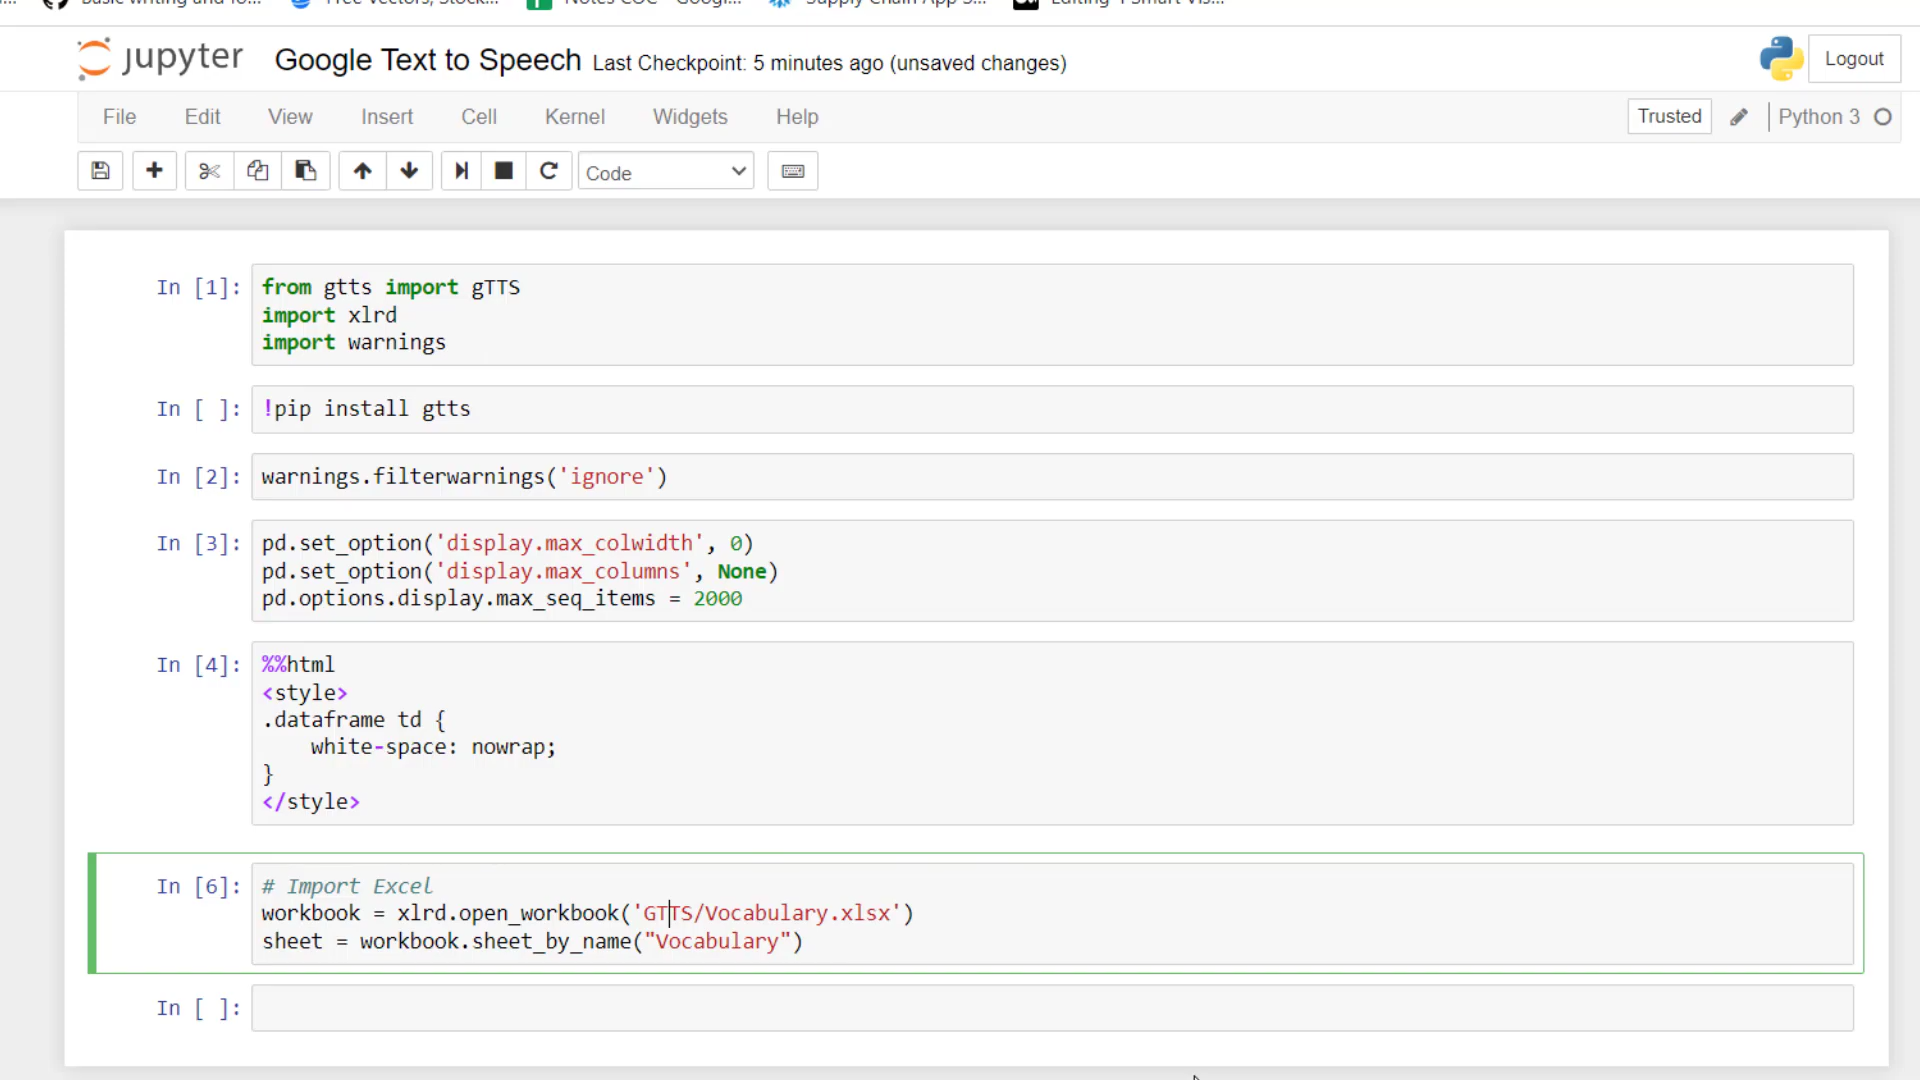 Notes COC - Googl...
jupyter Google Text to Speech Last Checkpoint: 5 minutes ago (unsaved changes) Logout
File Edit View Insert Cell Kernel Widgets Help Trusted Python 3
Code
In [1]: from gtts import gTTS
import xlrd
import warnings
In [ ]: !pip install gtts
In [2]: warnings.filterwarnings('ignore')
In [3]: pd.set_option('display.max_colwidth', 0)
pd.set_option('display.max_columns', None)
pd.options.display.max_seq_items = 2000
In [4]: %%html
<style>
.dataframe td {
white-space: nowrap;
}
</style>
In [6]: # Import Excel
workbook = xlrd.open_workbook('GTTS/Vocabulary.xlsx')
sheet = workbook.sheet_by_name("Vocabulary")
In [ ]: